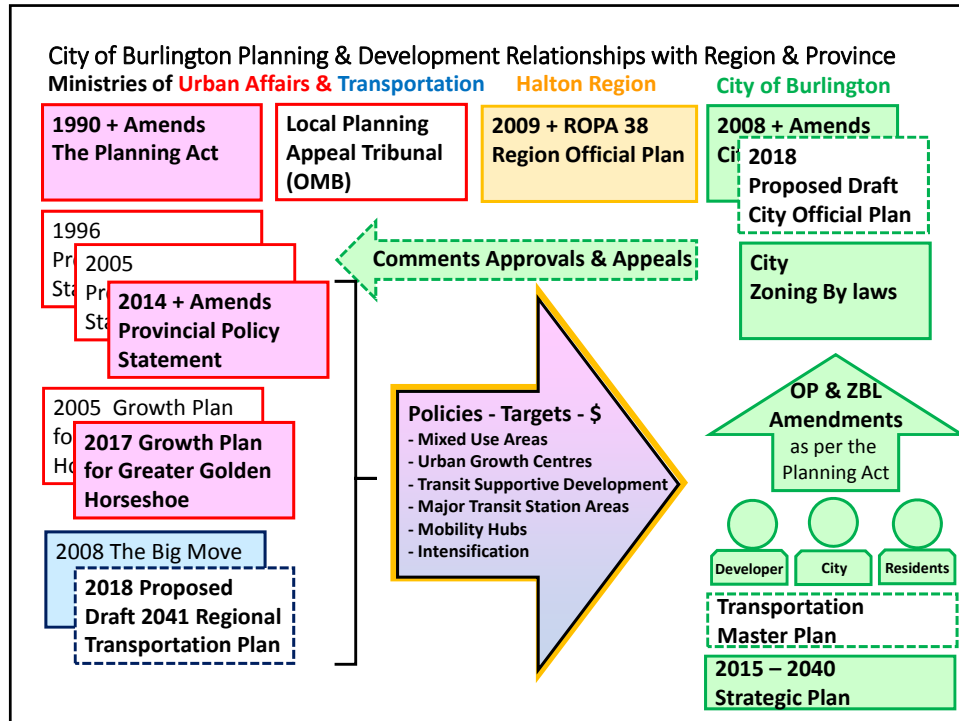 City of Burlington Planning & Development Relationships with Region & Province
Ministries of Urban Affairs & Transportation
Halton Region
City of Burlington
1990 + Amends
The Planning Act
Local Planning
Appeal Tribunal
(OMB)
2009 + ROPA 38
Region Official Plan
2008 + Amends
2018
Proposed Draft
City Official Plan
1996
2005
2014 + Amends
Provincial Policy
Statement
Comments Approvals & Appeals
City
Zoning By laws
2005 Growth Plan
for
2017 Growth Plan
for Greater Golden
Horseshoe
Policies - Targets - $
- Mixed Use Areas
- Urban Growth Centres
- Transit Supportive Development
- Major Transit Station Areas
- Mobility Hubs
- Intensification
OP & ZBL
Amendments
as per the
Planning Act
2008 The Big Move
2018 Proposed
Draft 2041 Regional
Transportation Plan
Developer
City
Residents
Transportation
Master Plan
2015 – 2040
Strategic Plan